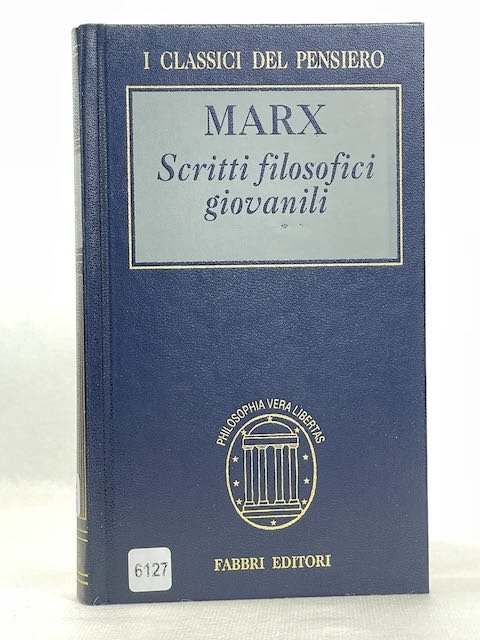 I CLASSICI DEL PENSIERO
MARX
Scritti filosofici
giovanili
PHILOSOPHIA VERA LIBERTAS
FABBRI EDITORI
6127